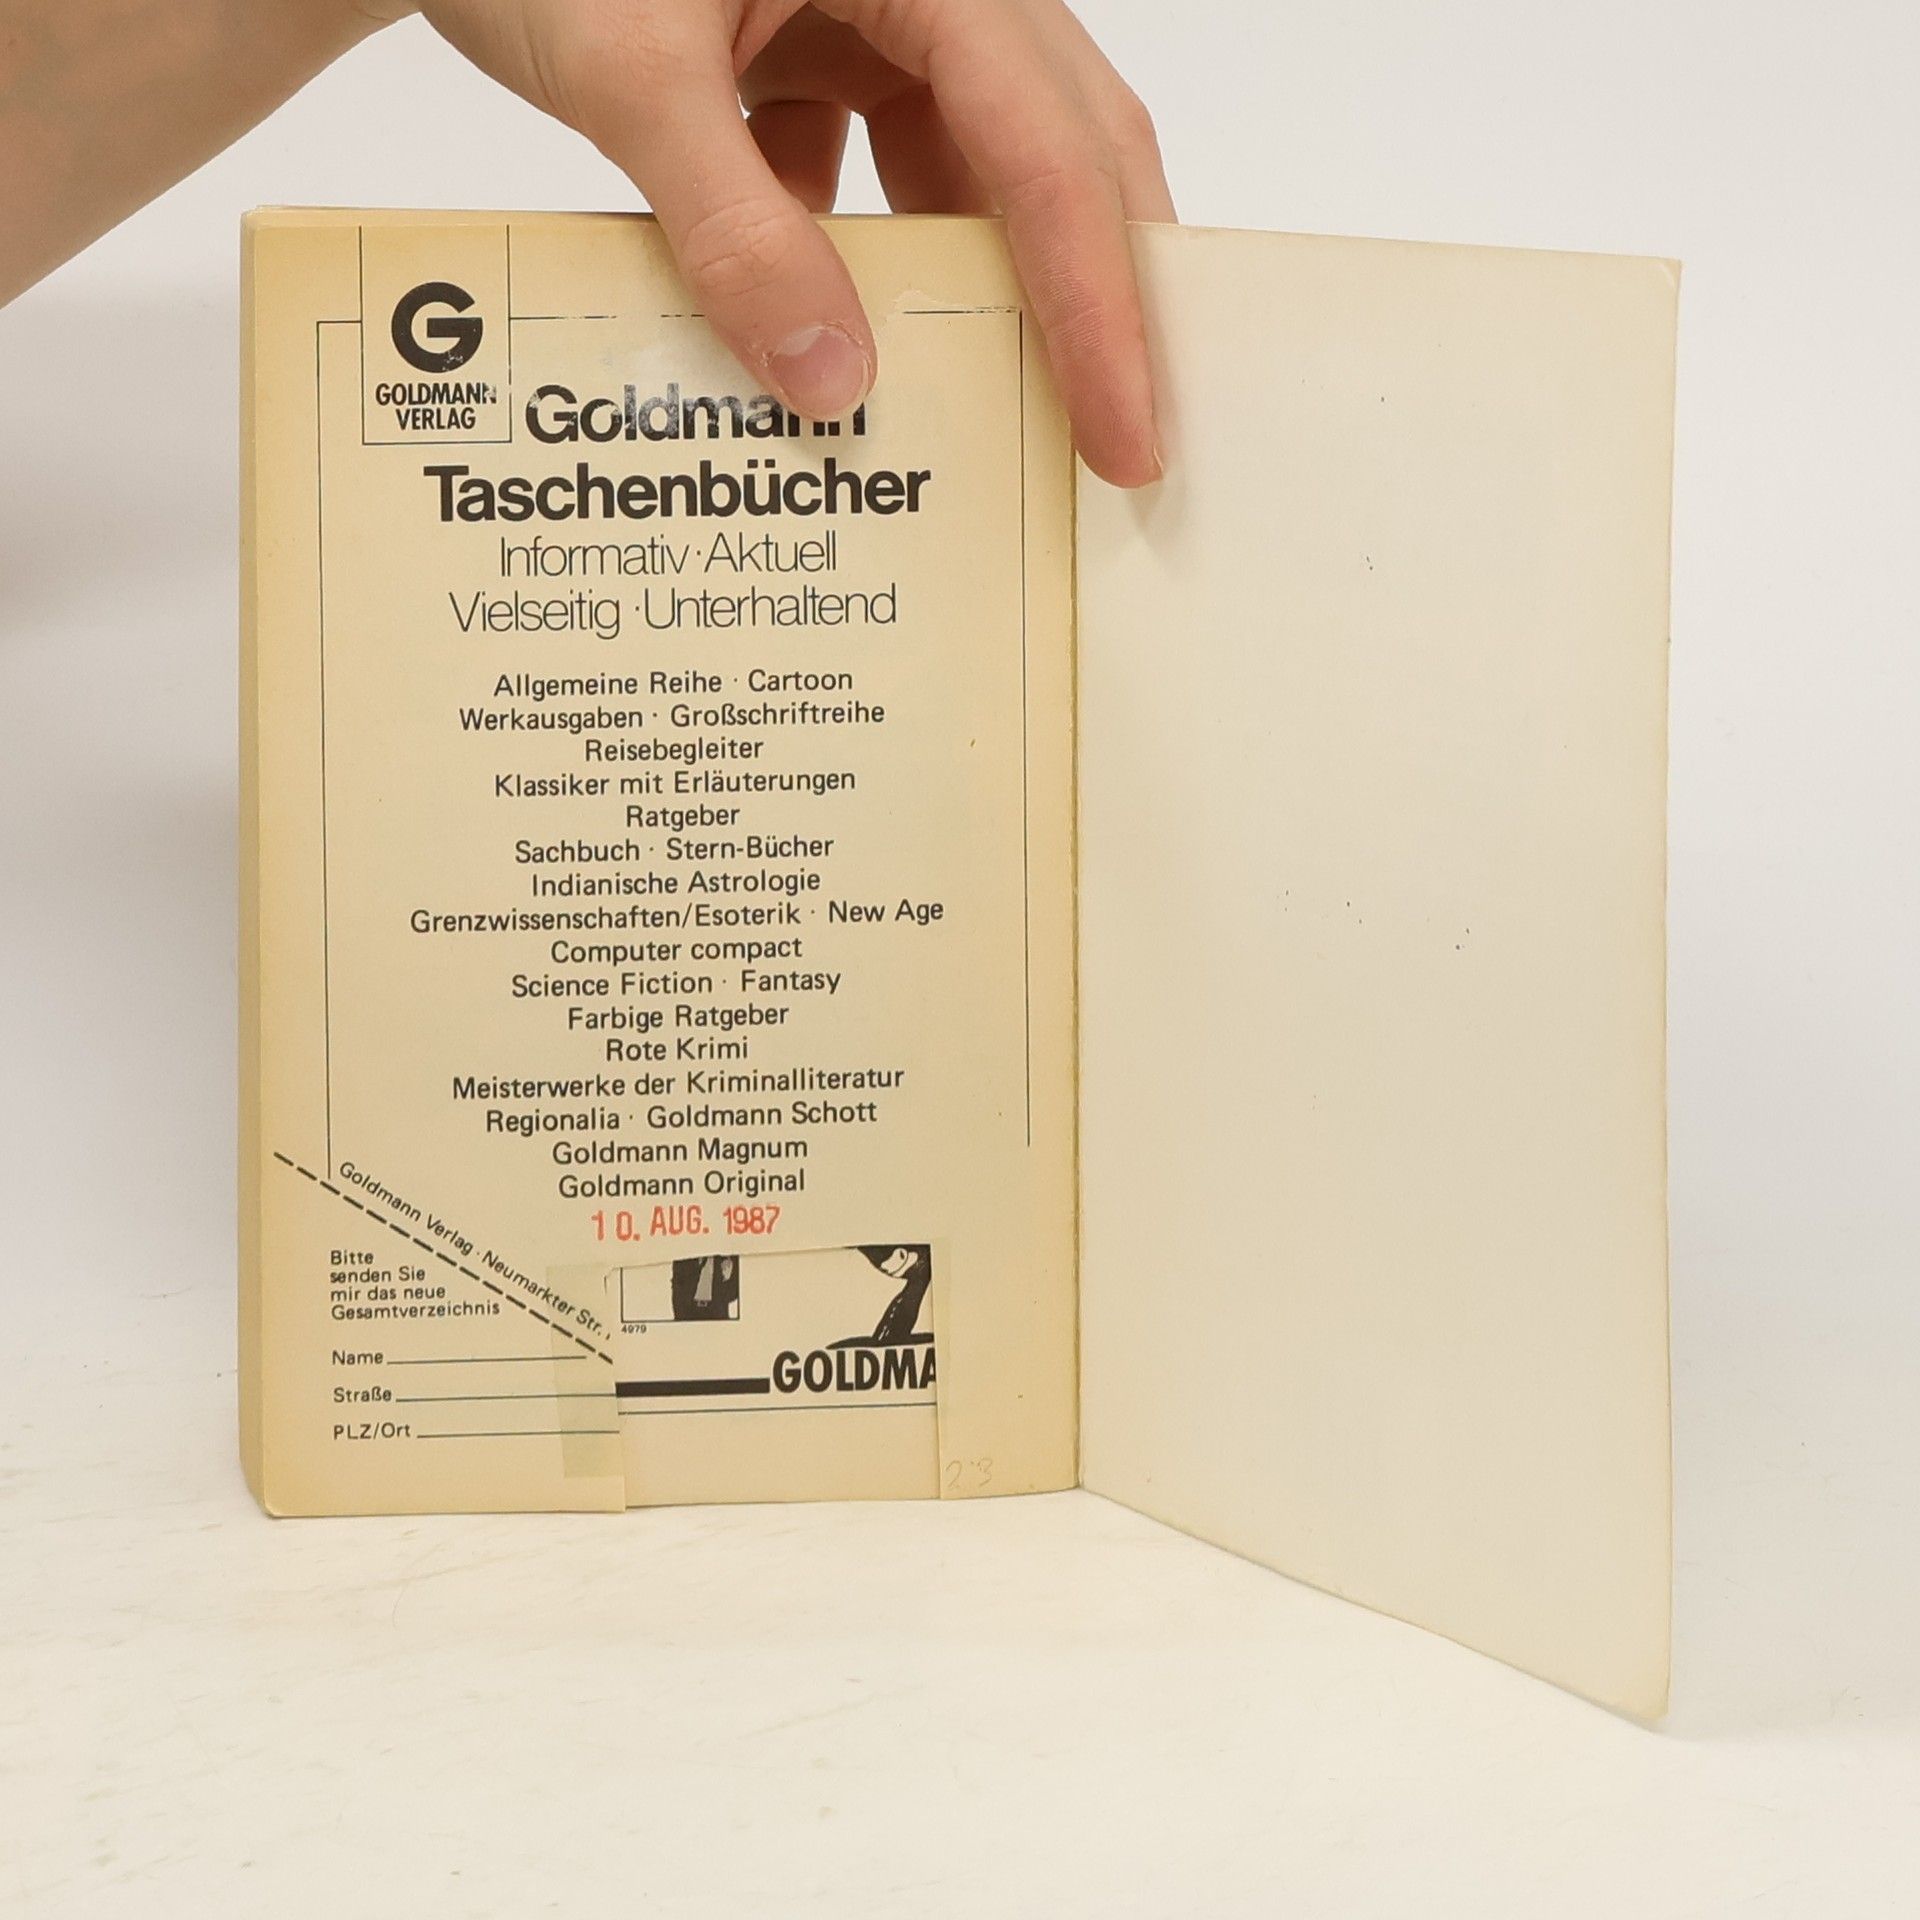 G
GOLDMANN
VERLAG
Goldmann
Taschenbücher
Informativ · Aktuell
Vielseitig · Unterhaltend
Allgemeine Reihe · Cartoon
Werkausgaben · Großschriftreihe
Reisebegleiter
Klassiker mit Erläuterungen
Ratgeber
Sachbuch · Stern-Bücher
Indianische Astrologie
Grenzwissenschaften/Esoterik · New Age
Computer compact
Science Fiction · Fantasy
Farbige Ratgeber
Rote Krimi
Meisterwerke der Kriminalliteratur
Regionalia · Goldmann Schott
Goldmann Magnum
Goldmann Original
10. AUG. 1987
Goldmann Verlag · Neumarkter Str.
Bitte
senden Sie
mir das neue
Gesamtverzeichnis
Name
Straße
PLZ/Ort
4979
GOLDMA